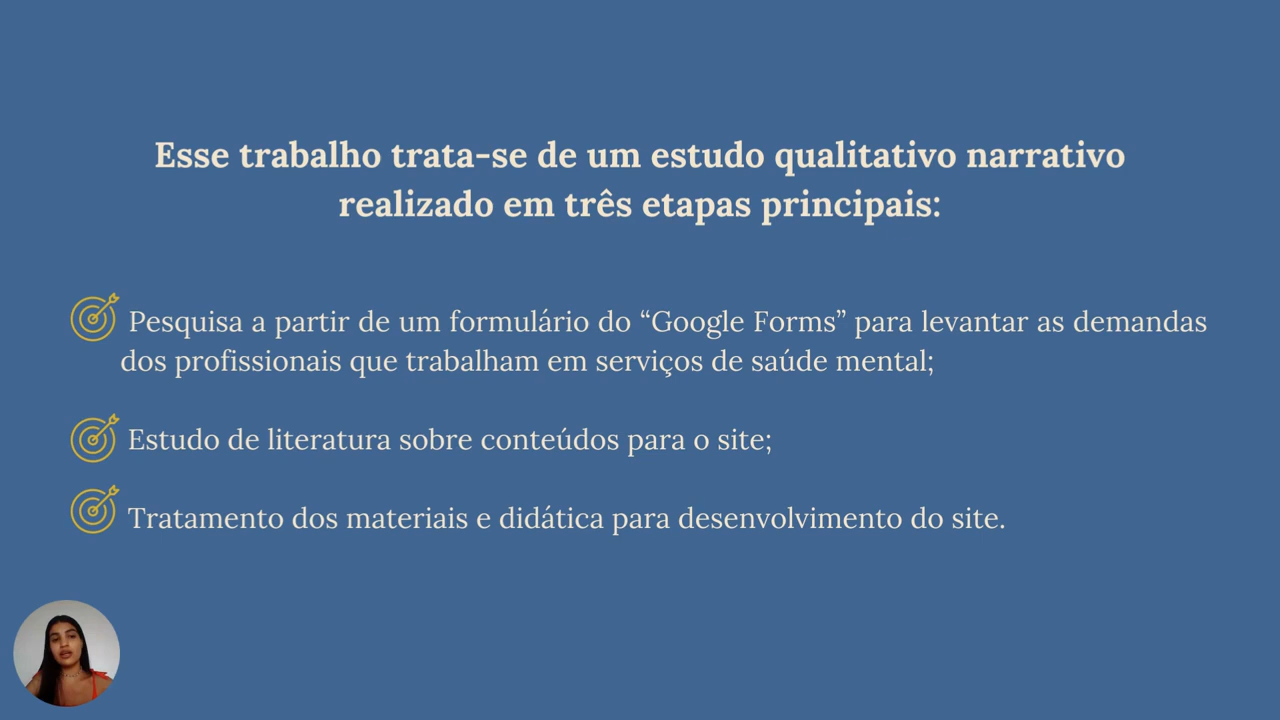 Esse trabalho trata-se de um estudo qualitativo narrativo
realizado em três etapas principais:
Pesquisa a partir de um formulário do “Google Forms” para levantar as demandas
dos profissionais que trabalham em serviços de saúde mental;
Estudo de literatura sobre conteúdos para o site;
Tratamento dos materiais e didática para desenvolvimento do site.